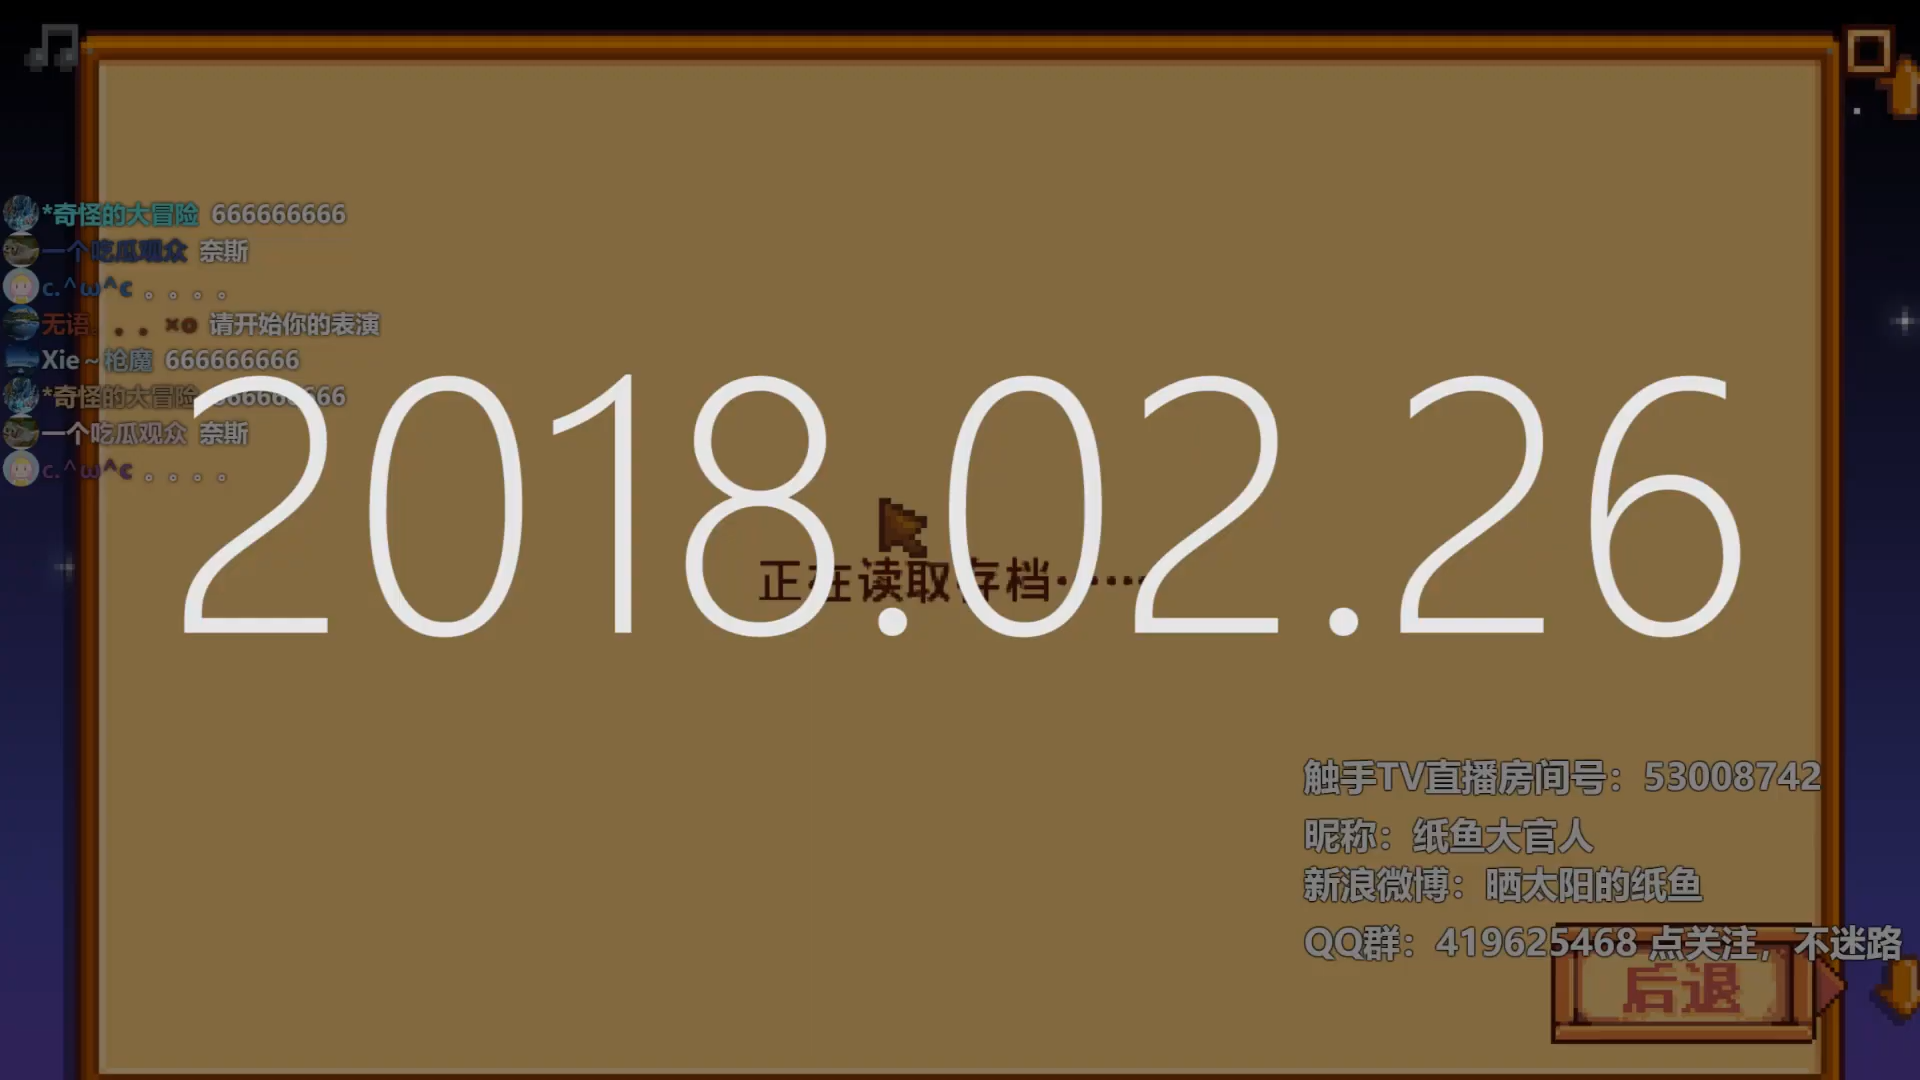 *奇怪的大冒险 666666666
一个吃瓜观众 奈斯
c.^ω^c 。。。。
无语。。。×o 请开始你的表演
Xie~枪魔 666666666
*奇怪的大冒险 666666666
一个吃瓜观众 奈斯
c.^ω^c 。。。。
2018.02.26
正在读取存档……
触手TV直播房间号：53008742
昵称：纸鱼大官人
新浪微博：晒太阳的纸鱼
QQ群：419625468 点关注，不迷路
后退